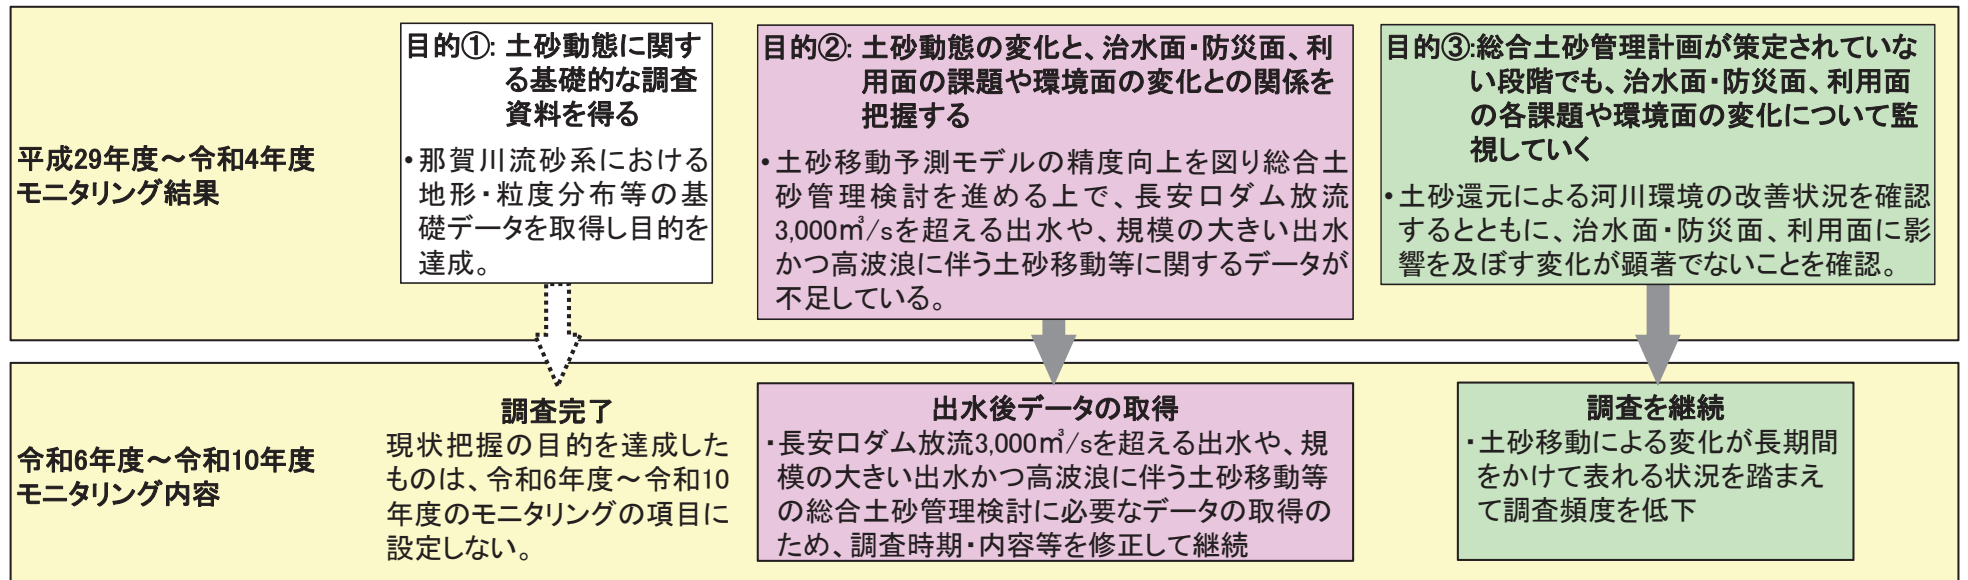 平成29年度～令和4年度
モニタリング結果
目的①: 土砂動態に関す
る基礎的な調査
資料を得る
・那賀川流砂系における
地形・粒度分布等の基
礎データを取得し目的を
達成。
目的②: 土砂動態の変化と、治水面・防災面、利
用面の課題や環境面の変化との関係を
把握する
・土砂移動予測モデルの精度向上を図り総合土
砂管理検討を進める上で、長安口ダム放流
3,000㎥/sを超える出水や、規模の大きい出水
かつ高波浪に伴う土砂移動等に関するデータが
不足している。
目的③:総合土砂管理計画が策定されていな
い段階でも、治水面・防災面、利用面
の各課題や環境面の変化について監
視していく
・土砂還元による河川環境の改善状況を確認
するとともに、治水面・防災面、利用面に影
響を及ぼす変化が顕著でないことを確認。
令和6年度～令和10年度
モニタリング内容
調査完了
現状把握の目的を達成した
ものは、令和6年度～令和10
年度のモニタリングの項目に
設定しない。
出水後データの取得
・長安口ダム放流3,000㎥/sを超える出水や、規
模の大きい出水かつ高波浪に伴う土砂移動等
の総合土砂管理検討に必要なデータの取得の
ため、調査時期・内容等を修正して継続
調査を継続
・土砂移動による変化が長期間
をかけて表れる状況を踏まえ
て調査頻度を低下